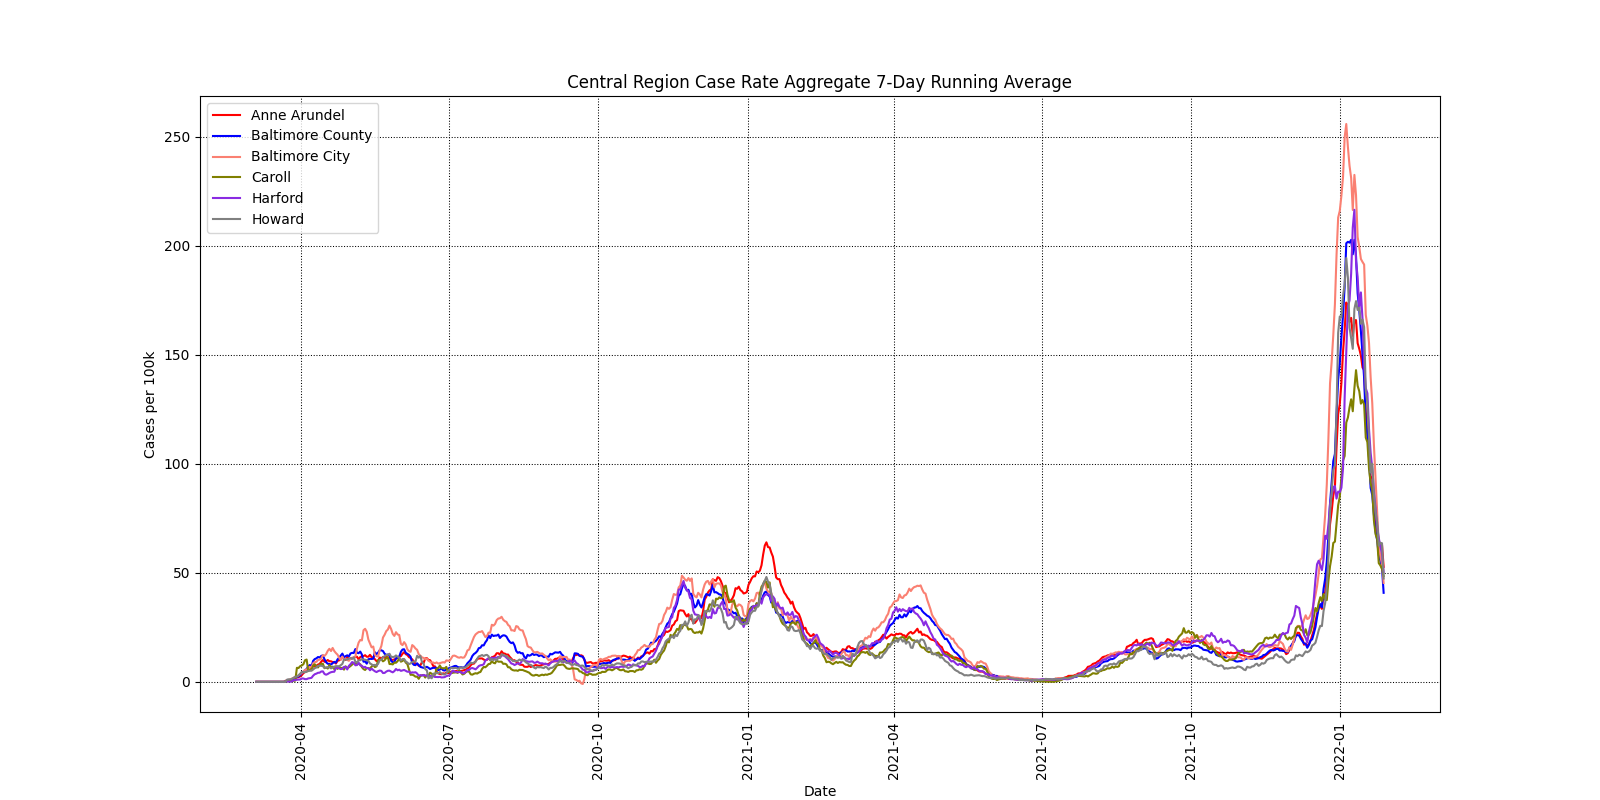 Central Region Case Rate Aggregate 7-Day Running Average
Anne Arundel
Baltimore County
Baltimore City
Caroll
Harford
Howard
250
200
150
100
50
0
Cases per 100k
2020-04
2020-07
2020-10
2021-01
2021-04
2021-07
2021-10
2022-01
Date